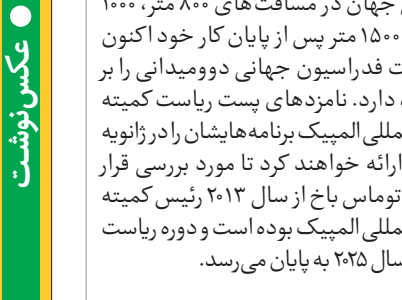 جهان در مسافت‌های ۸۰۰ متر، ۱۰۰۰
۱۵۰۰ متر پس از پایان کار خود اکنون
فدراسیون جهانی دوومیدانی را بر
دارد. نامزدهای پست ریاست کمیته
المپیک برنامه‌هایشان را در ژانویه
ارائه خواهند کرد تا مورد بررسی قرار
توماس باخ از سال ۲۰۱۳ رئیس کمیته
المپیک بوده است و دوره ریاست
سال ۲۰۲۵ به پایان می‌رسد.
عکس‌نوشت